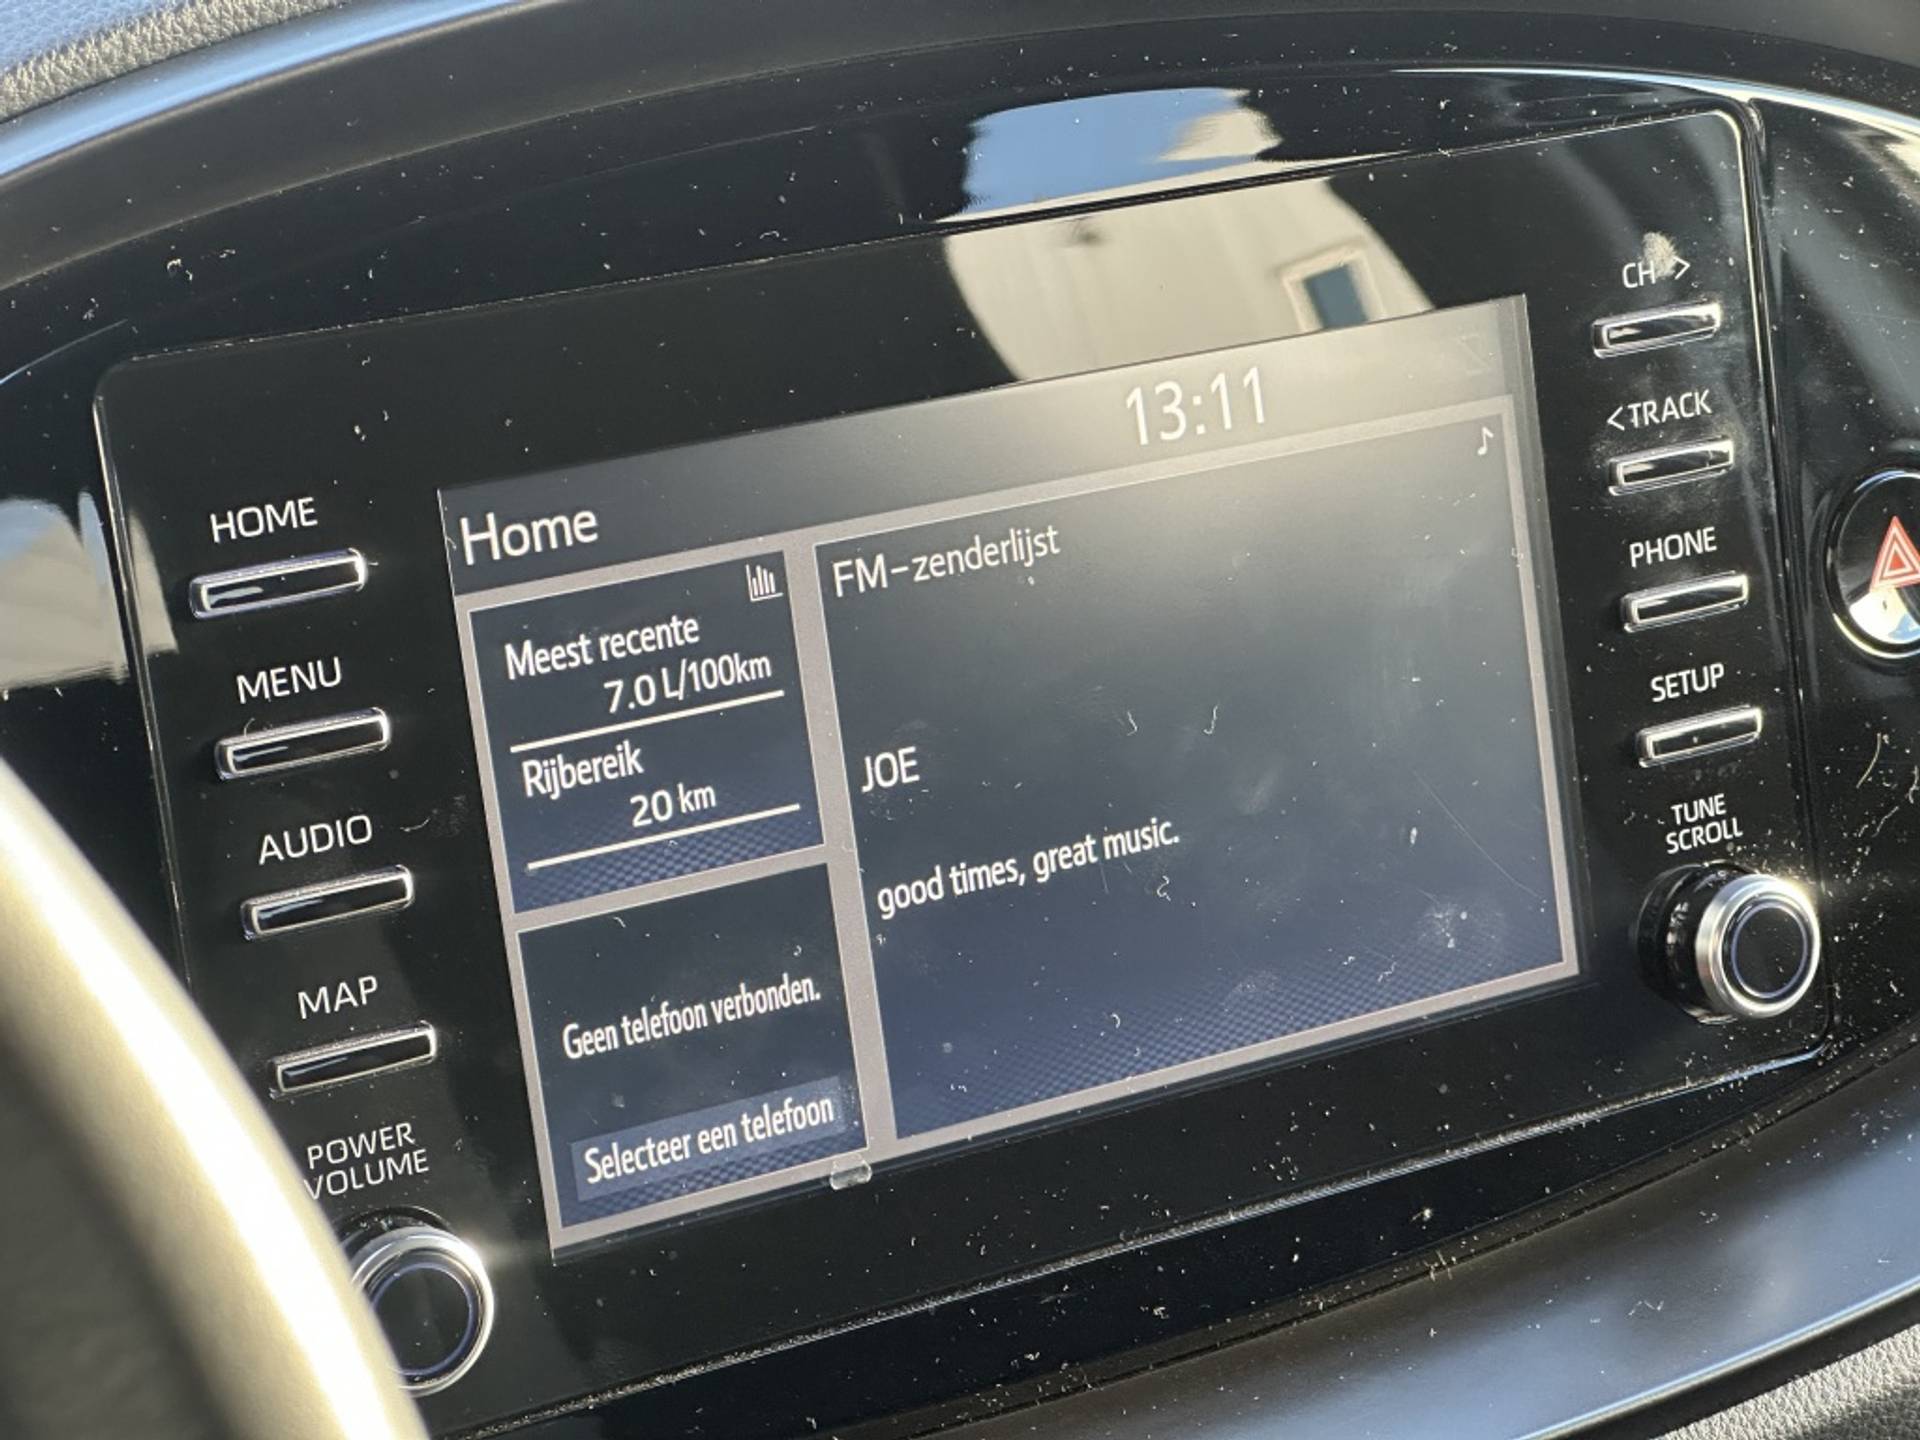 HOME
MENU
AUDIO
MAP
POWER
VOLUME
Home
13:11
Meest recente
7.0 L/100km
Rijbereik
20 km
Geen telefoon verbonden.
Selecteer een telefoon
FM-zenderlijst
JOE
good times, great music.
CH >
< TRACK
PHONE
SETUP
TUNE
SCROLL